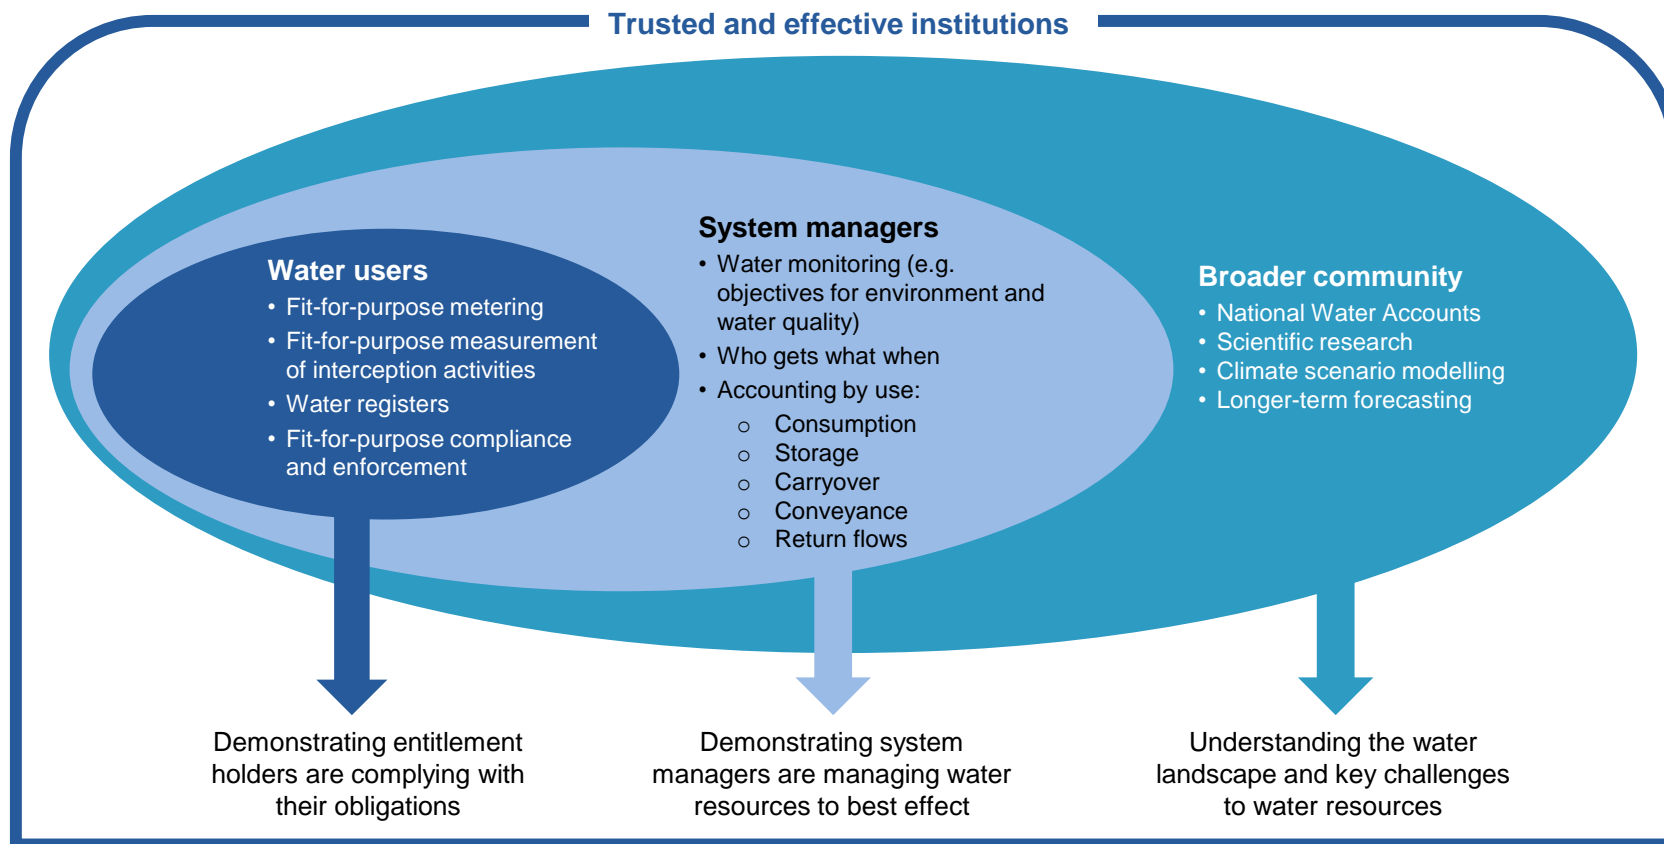 Trusted and effective institutions
Water users
• Fit-for-purpose metering
• Fit-for-purpose measurement
of interception activities
• Water registers
• Fit-for-purpose compliance
and enforcement
System managers
• Water monitoring (e.g.
objectives for environment and
water quality)
• Who gets what when
• Accounting by use:
o Consumption
o Storage
o Carryover
o Conveyance
o Return flows
Broader community
• National Water Accounts
• Scientific research
• Climate scenario modelling
• Longer-term forecasting
Demonstrating entitlement
holders are complying with
their obligations
Demonstrating system
managers are managing water
resources to best effect
Understanding the water
landscape and key challenges
to water resources